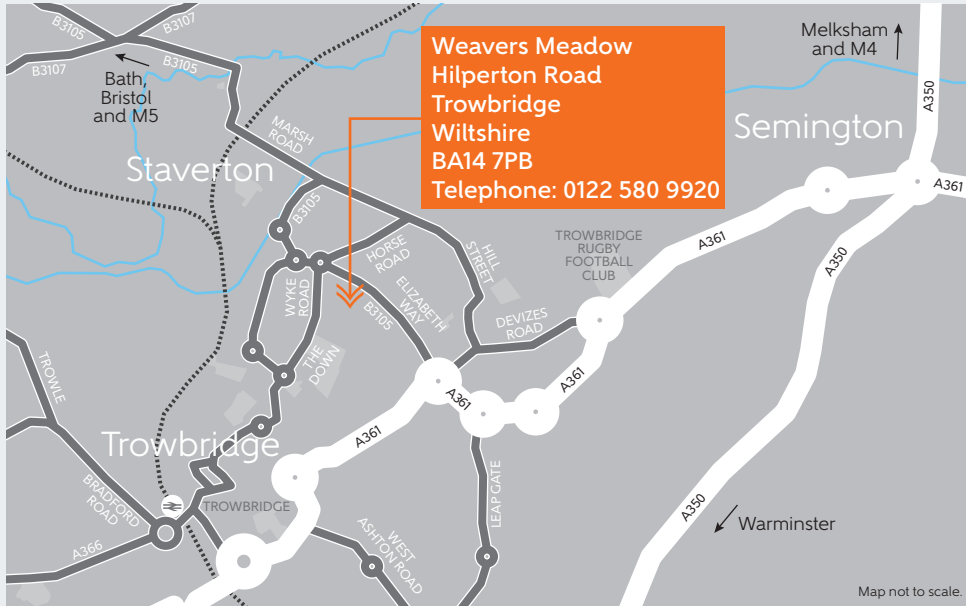 B3105
B3107
B3107
B3105
Bath,
Bristol
and M5
Weavers Meadow
Hilperton Road
Trowbridge
Wiltshire
BA14 7PB
Telephone: 0122 580 9920
Melksham
and M4
A350
Semington
A361
MARSH
ROAD
Staverton
B3105
HORSE
ROAD
HILL
STREET
TROWBRIDGE
RUGBY
FOOTBALL
CLUB
A361
A350
WYKE
ROAD
B3105
ELIZABETH
WAY
DEVIZES
ROAD
THE
DOWN
TROWLE
A361
A361
A361
Trowbridge
BRADFORD
ROAD
TROWBRIDGE
LEAP GATE
A350
Warminster
A366
WEST
ASHTON ROAD
Map not to scale.